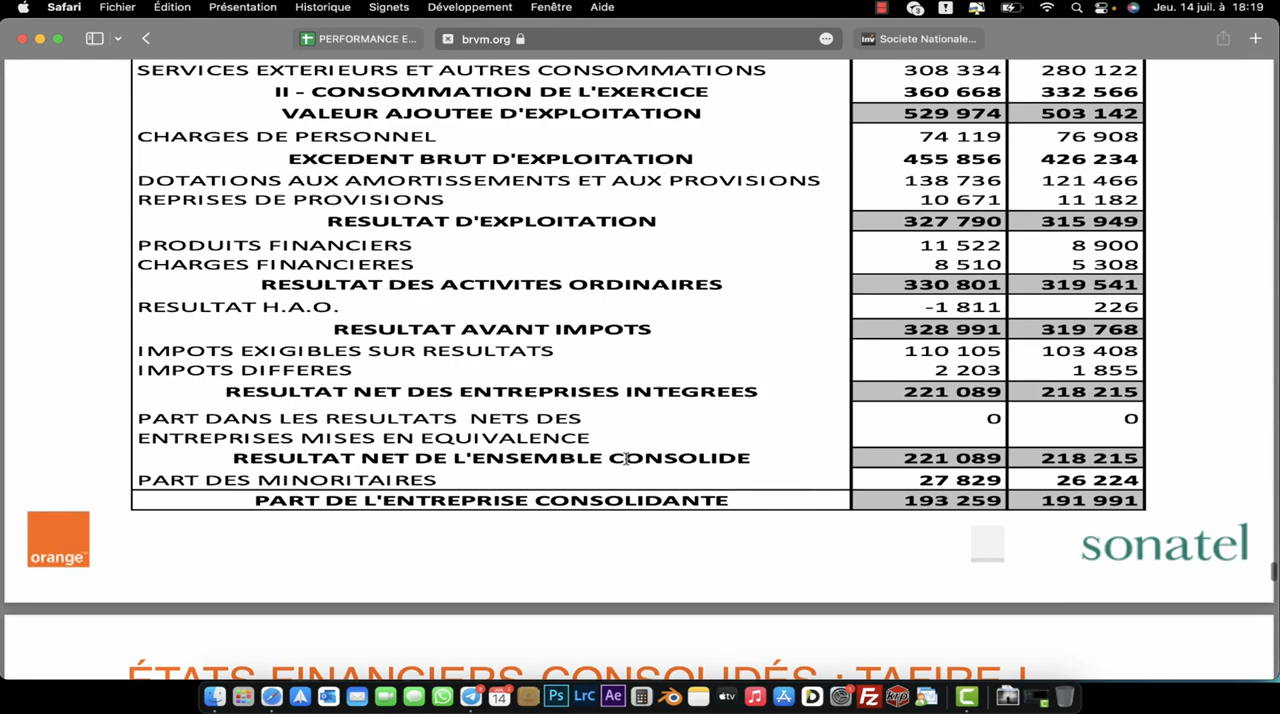 Safari Fichier Édition Présentation Historique Signets Développement Fenêtre Aide Jeu. 14 juil. à 18:19
PERFORMANCE E... brvm.org Societe Nationale...
SERVICES EXTERIEURS ET AUTRES CONSOMMATIONS 308 334 280 122
II - CONSOMMATION DE L'EXERCICE 360 668 332 566
VALEUR AJOUTEE D'EXPLOITATION 529 974 503 142
CHARGES DE PERSONNEL 74 119 76 908
EXCEDENT BRUT D'EXPLOITATION 455 856 426 234
DOTATIONS AUX AMORTISSEMENTS ET AUX PROVISIONS 138 736 121 466
REPRISES DE PROVISIONS 10 671 11 182
RESULTAT D'EXPLOITATION 327 790 315 949
PRODUITS FINANCIERS 11 522 8 900
CHARGES FINANCIERES 8 510 5 308
RESULTAT DES ACTIVITES ORDINAIRES 330 801 319 541
RESULTAT H.A.O. -1 811 226
RESULTAT AVANT IMPOTS 328 991 319 768
IMPOTS EXIGIBLES SUR RESULTATS 110 105 103 408
IMPOTS DIFFERES 2 203 1 855
RESULTAT NET DES ENTREPRISES INTEGREES 221 089 218 215
PART DANS LES RESULTATS NETS DES 0 0
ENTREPRISES MISES EN EQUIVALENCE
RESULTAT NET DE L'ENSEMBLE CONSOLIDE 221 089 218 215
PART DES MINORITAIRES 27 829 26 224
PART DE L'ENTREPRISE CONSOLIDANTE 193 259 191 991
orange™ sonatel
ÉTATS FINANCIERS CONSOLIDÉS : TAFIRE I